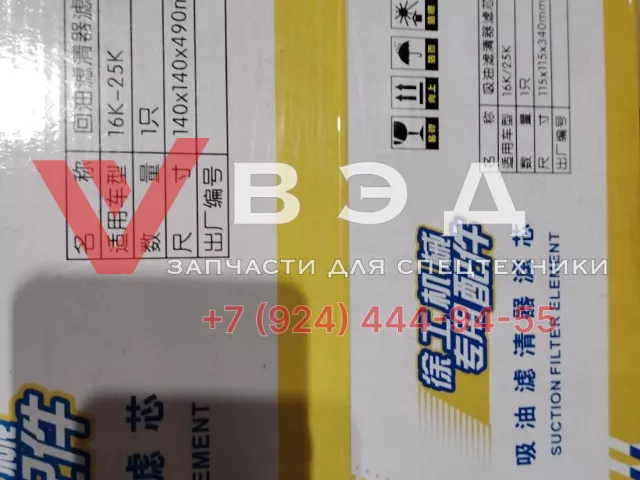 名 称 回油滤清器滤
适用车型 16K-25K
数 量 1只
尺 寸 140x140x490m
出厂编号
滤 芯
ELEMENT
名 称 吸油滤清器滤芯
适用车型 16K/25K
数 量 1只
尺 寸 115x115x340mm
出厂编号
向上
徐工机械
专用配件
吸油滤清器滤芯
SUCTION FILTER ELEMENT
ВЭД
ЗАПЧАСТИ ДЛЯ СПЕЦТЕХНИКИ
+7 (924) 444-94-55